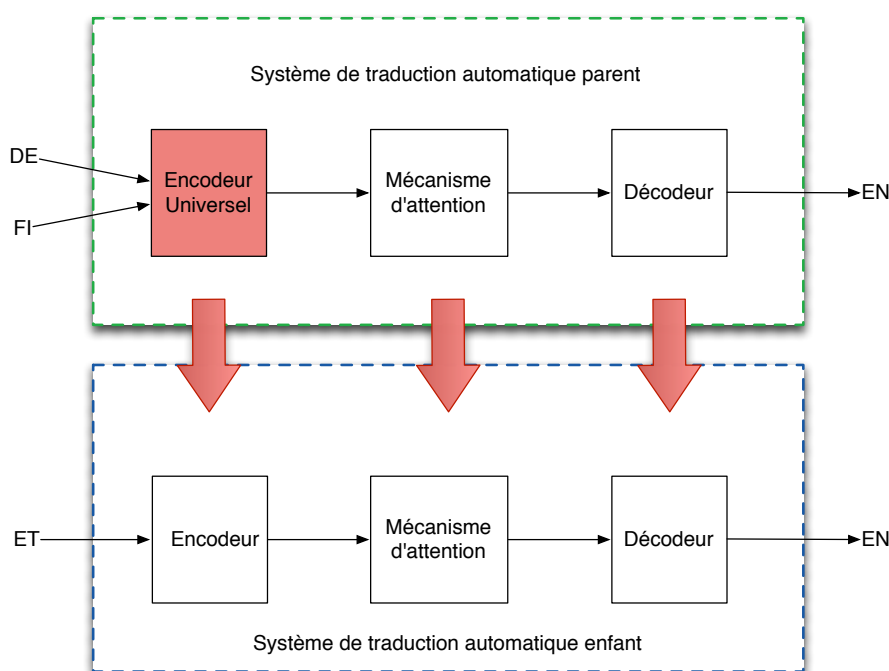 Système de traduction automatique parent
DE
FI
Encodeur
Universel
Mécanisme
d'attention
Décodeur
EN
ET
Encodeur
Mécanisme
d'attention
Décodeur
EN
Système de traduction automatique enfant